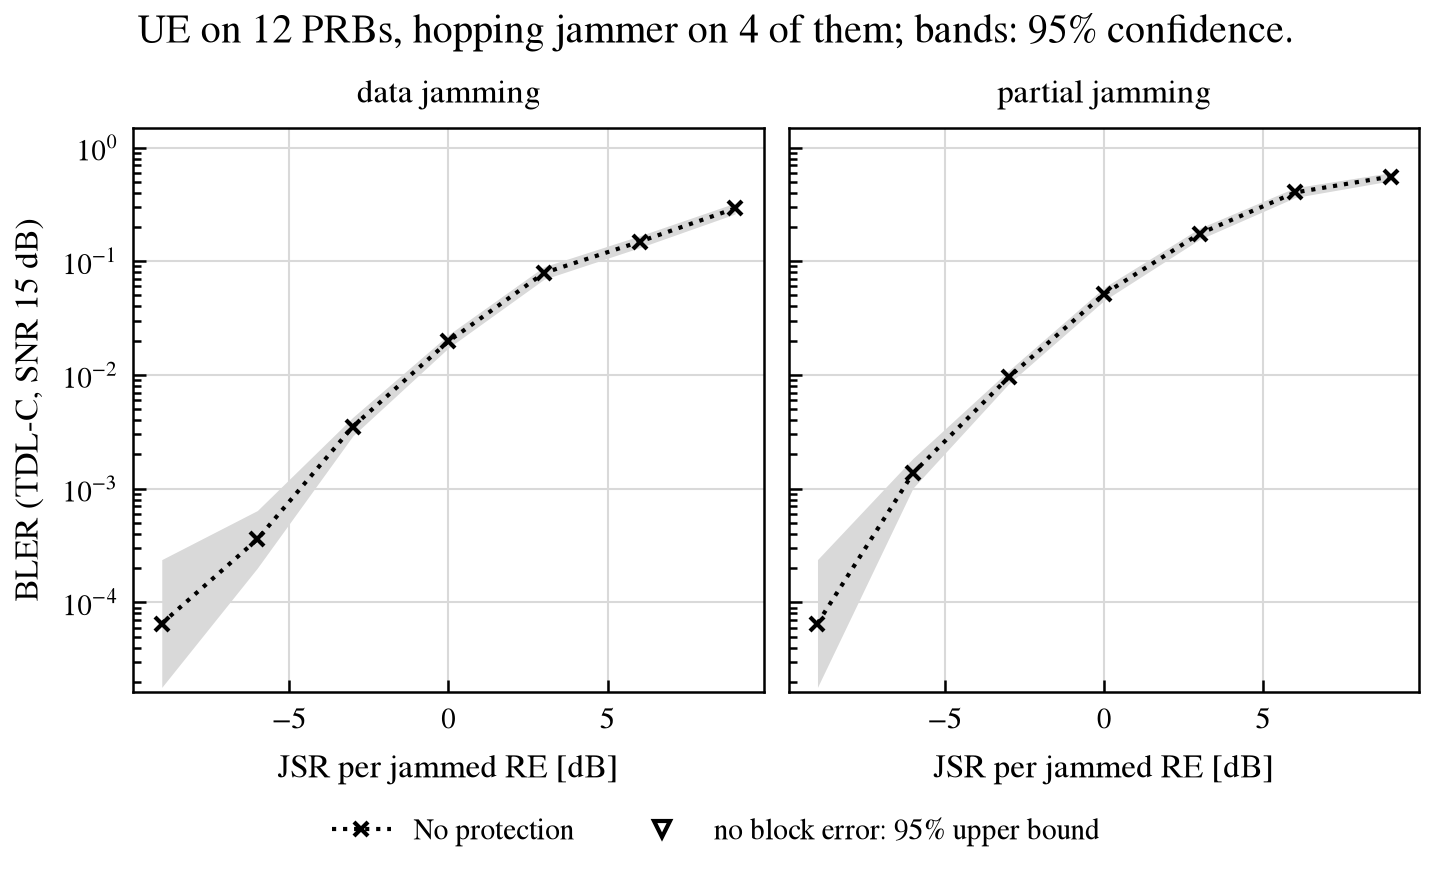 UE on 12 PRBs, hopping jammer on 4 of them; bands: 95% confidence.
data jamming
partial jamming
BLER (TDL-C, SNR 15 dB)
10⁰
10⁻¹
10⁻²
10⁻³
10⁻⁴
−5 0 5
−5 0 5
JSR per jammed RE [dB]
JSR per jammed RE [dB]
No protection
no block error: 95% upper bound